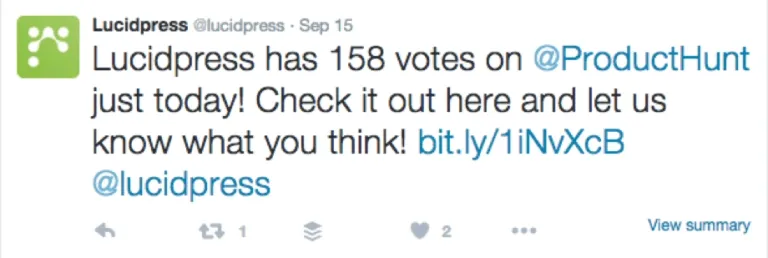 Lucidpress @lucidpress · Sep 15
Lucidpress has 158 votes on @ProductHunt
just today! Check it out here and let us
know what you think! bit.ly/1iNvXcB
@lucidpress
1 2 View summary